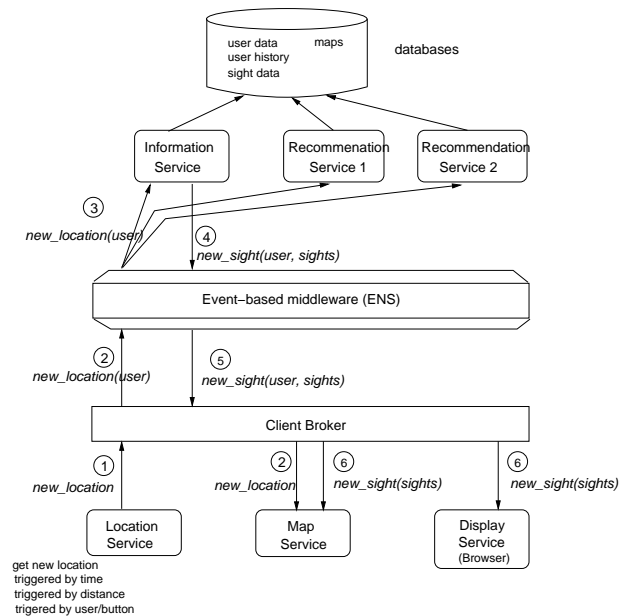 user data
maps
user history
sight data
databases
Information
Service
Recommenation
Service 1
Recommendation
Service 2
3
new_location(user)
4
new_sight(user, sights)
Event−based middleware (ENS)
2
new_location(user)
5
new_sight(user, sights)
Client Broker
1
new_location
2
new_location
6
new_sight(sights)
6
new_sight(sights)
Location
Service
Map
Service
Display
Service
(Browser)
get new location
triggered by time
triggered by distance
trigered by user/button